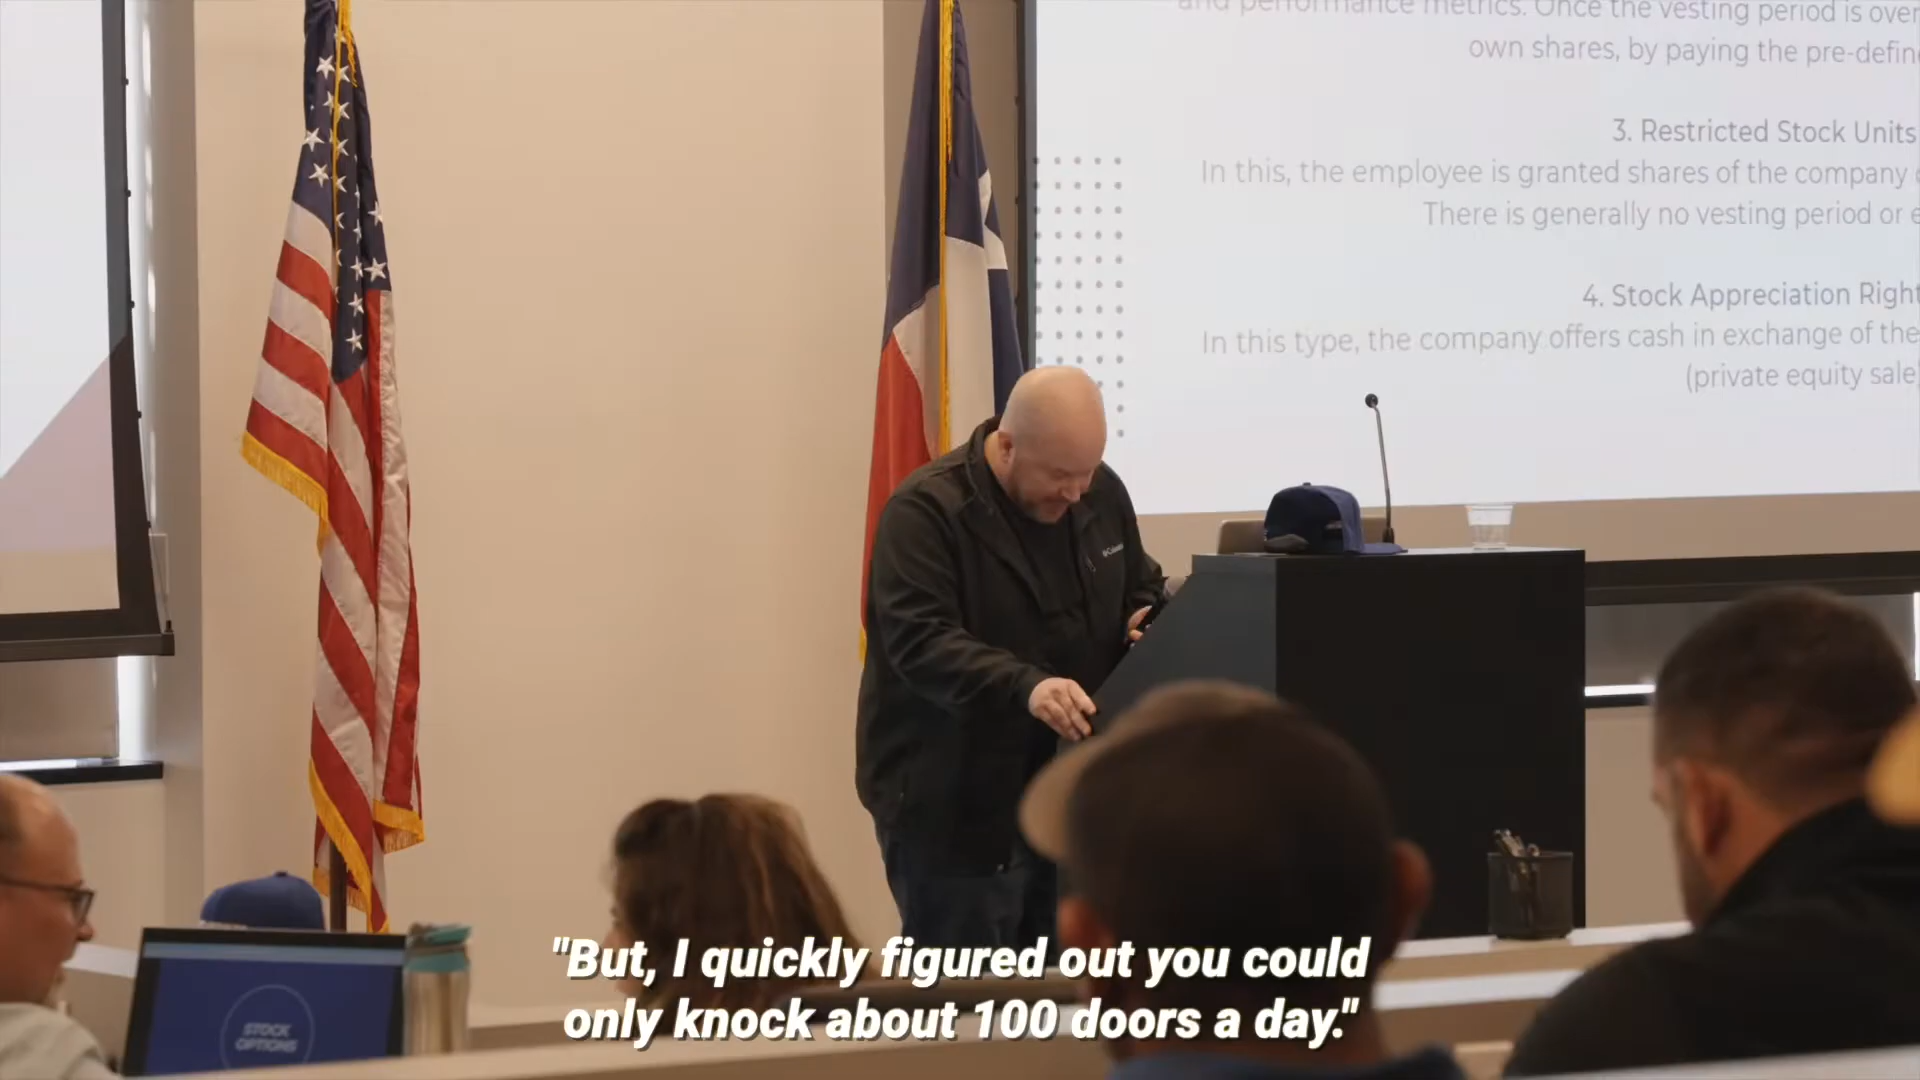 and performance metrics. Once the vesting period is over
own shares, by paying the pre-defin
3. Restricted Stock Units
In this, the employee is granted shares of the company
There is generally no vesting period or e
4. Stock Appreciation Right
In this type, the company offers cash in exchange of the
(private equity sale
Columbia
STOCK
OPTIONS
"But, I quickly figured out you could
only knock about 100 doors a day."